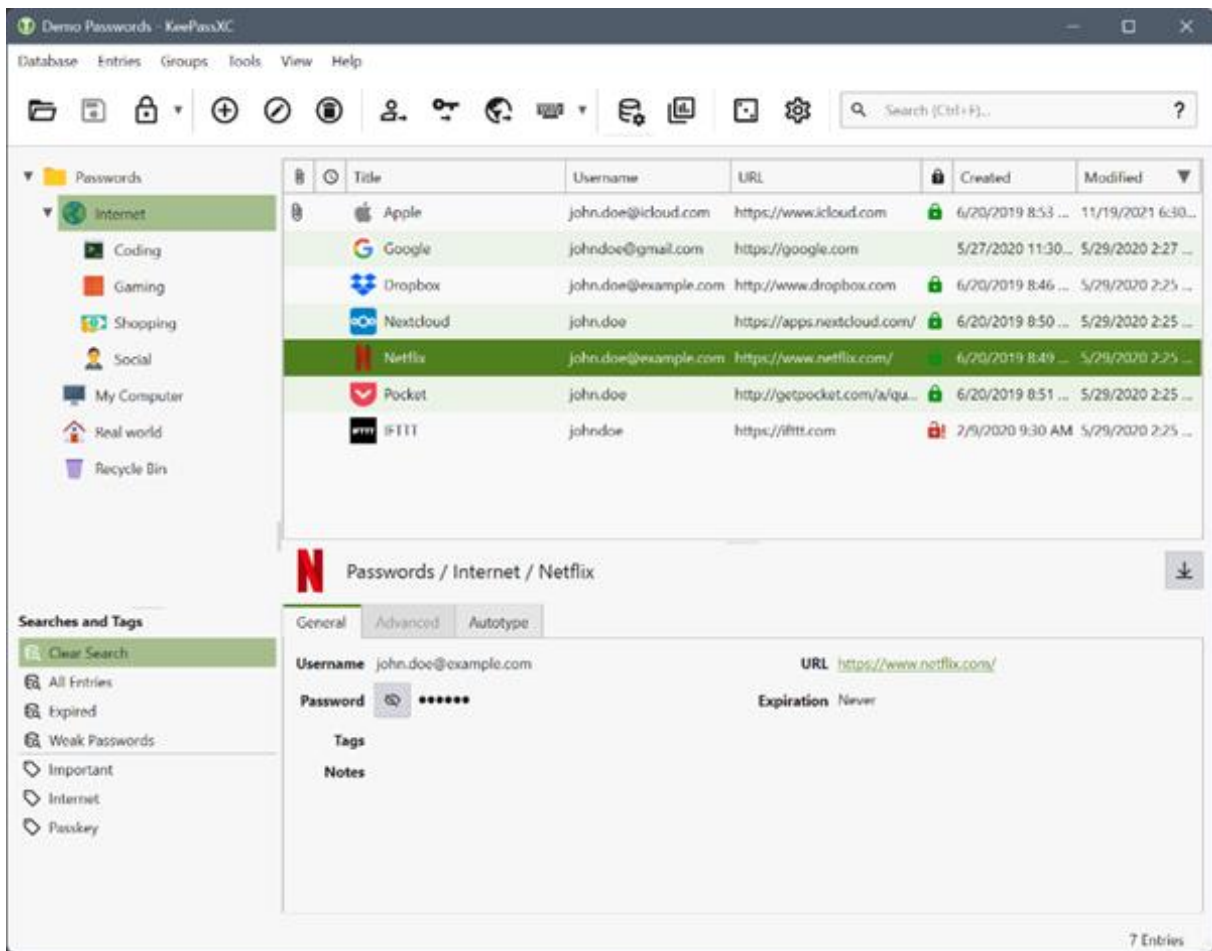 Demo Passwords - KeePassXC
Database Entries Groups Tools View Help
Search (Ctrl+F)... ?
Passwords
Internet
Coding
Gaming
Shopping
Social
My Computer
Real world
Recycle Bin
Title Username URL Created Modified
Apple john.doe@icloud.com https://www.icloud.com 6/20/2019 8:53 ... 11/19/2021 6:30...
Google johndoe@gmail.com https://google.com 5/27/2020 11:30... 5/29/2020 2:27 ...
Dropbox john.doe@example.com http://www.dropbox.com 6/20/2019 8:46 ... 5/29/2020 2:25 ...
Nextcloud john.doe https://apps.nextcloud.com/ 6/20/2019 8:50 ... 5/29/2020 2:25 ...
Netflix john.doe@example.com https://www.netflix.com/ 6/20/2019 8:49 ... 5/29/2020 2:25 ...
Pocket john.doe http://getpocket.com/a/qu... 6/20/2019 8:51 ... 5/29/2020 2:25 ...
IFTTT IFTTT johndoe https://ifttt.com 2/9/2020 9:30 AM 5/29/2020 2:25 ...
Passwords / Internet / Netflix
Searches and Tags
Clear Search
All Entries
Expired
Weak Passwords
Important
Internet
Passkey
General Advanced Autotype
Username john.doe@example.com URL https://www.netflix.com/
Password ●●●●●● Expiration Never
Tags
Notes
7 Entries